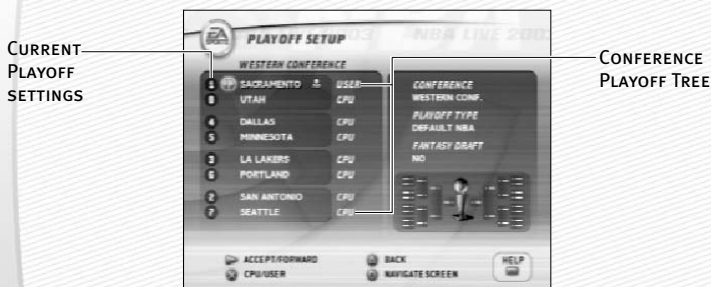 CURRENT
PLAYOFF
SETTINGS
EA
SPORTS
PLAYOFF SETUP
NBA LIVE 2003
WESTERN CONFERENCE
1 SACRAMENTO USER
8 UTAH CPU
4 DALLAS CPU
5 MINNESOTA CPU
3 LA LAKERS CPU
6 PORTLAND CPU
2 SAN ANTONIO CPU
7 SEATTLE CPU
CONFERENCE
WESTERN CONF.
PLAYOFF TYPE
DEFAULT NBA
FANTASY DRAFT
NO
ACCEPT/FORWARD
BACK
CPU/USER
NAVIGATE SCREEN
HELP
CONFERENCE
PLAYOFF TREE